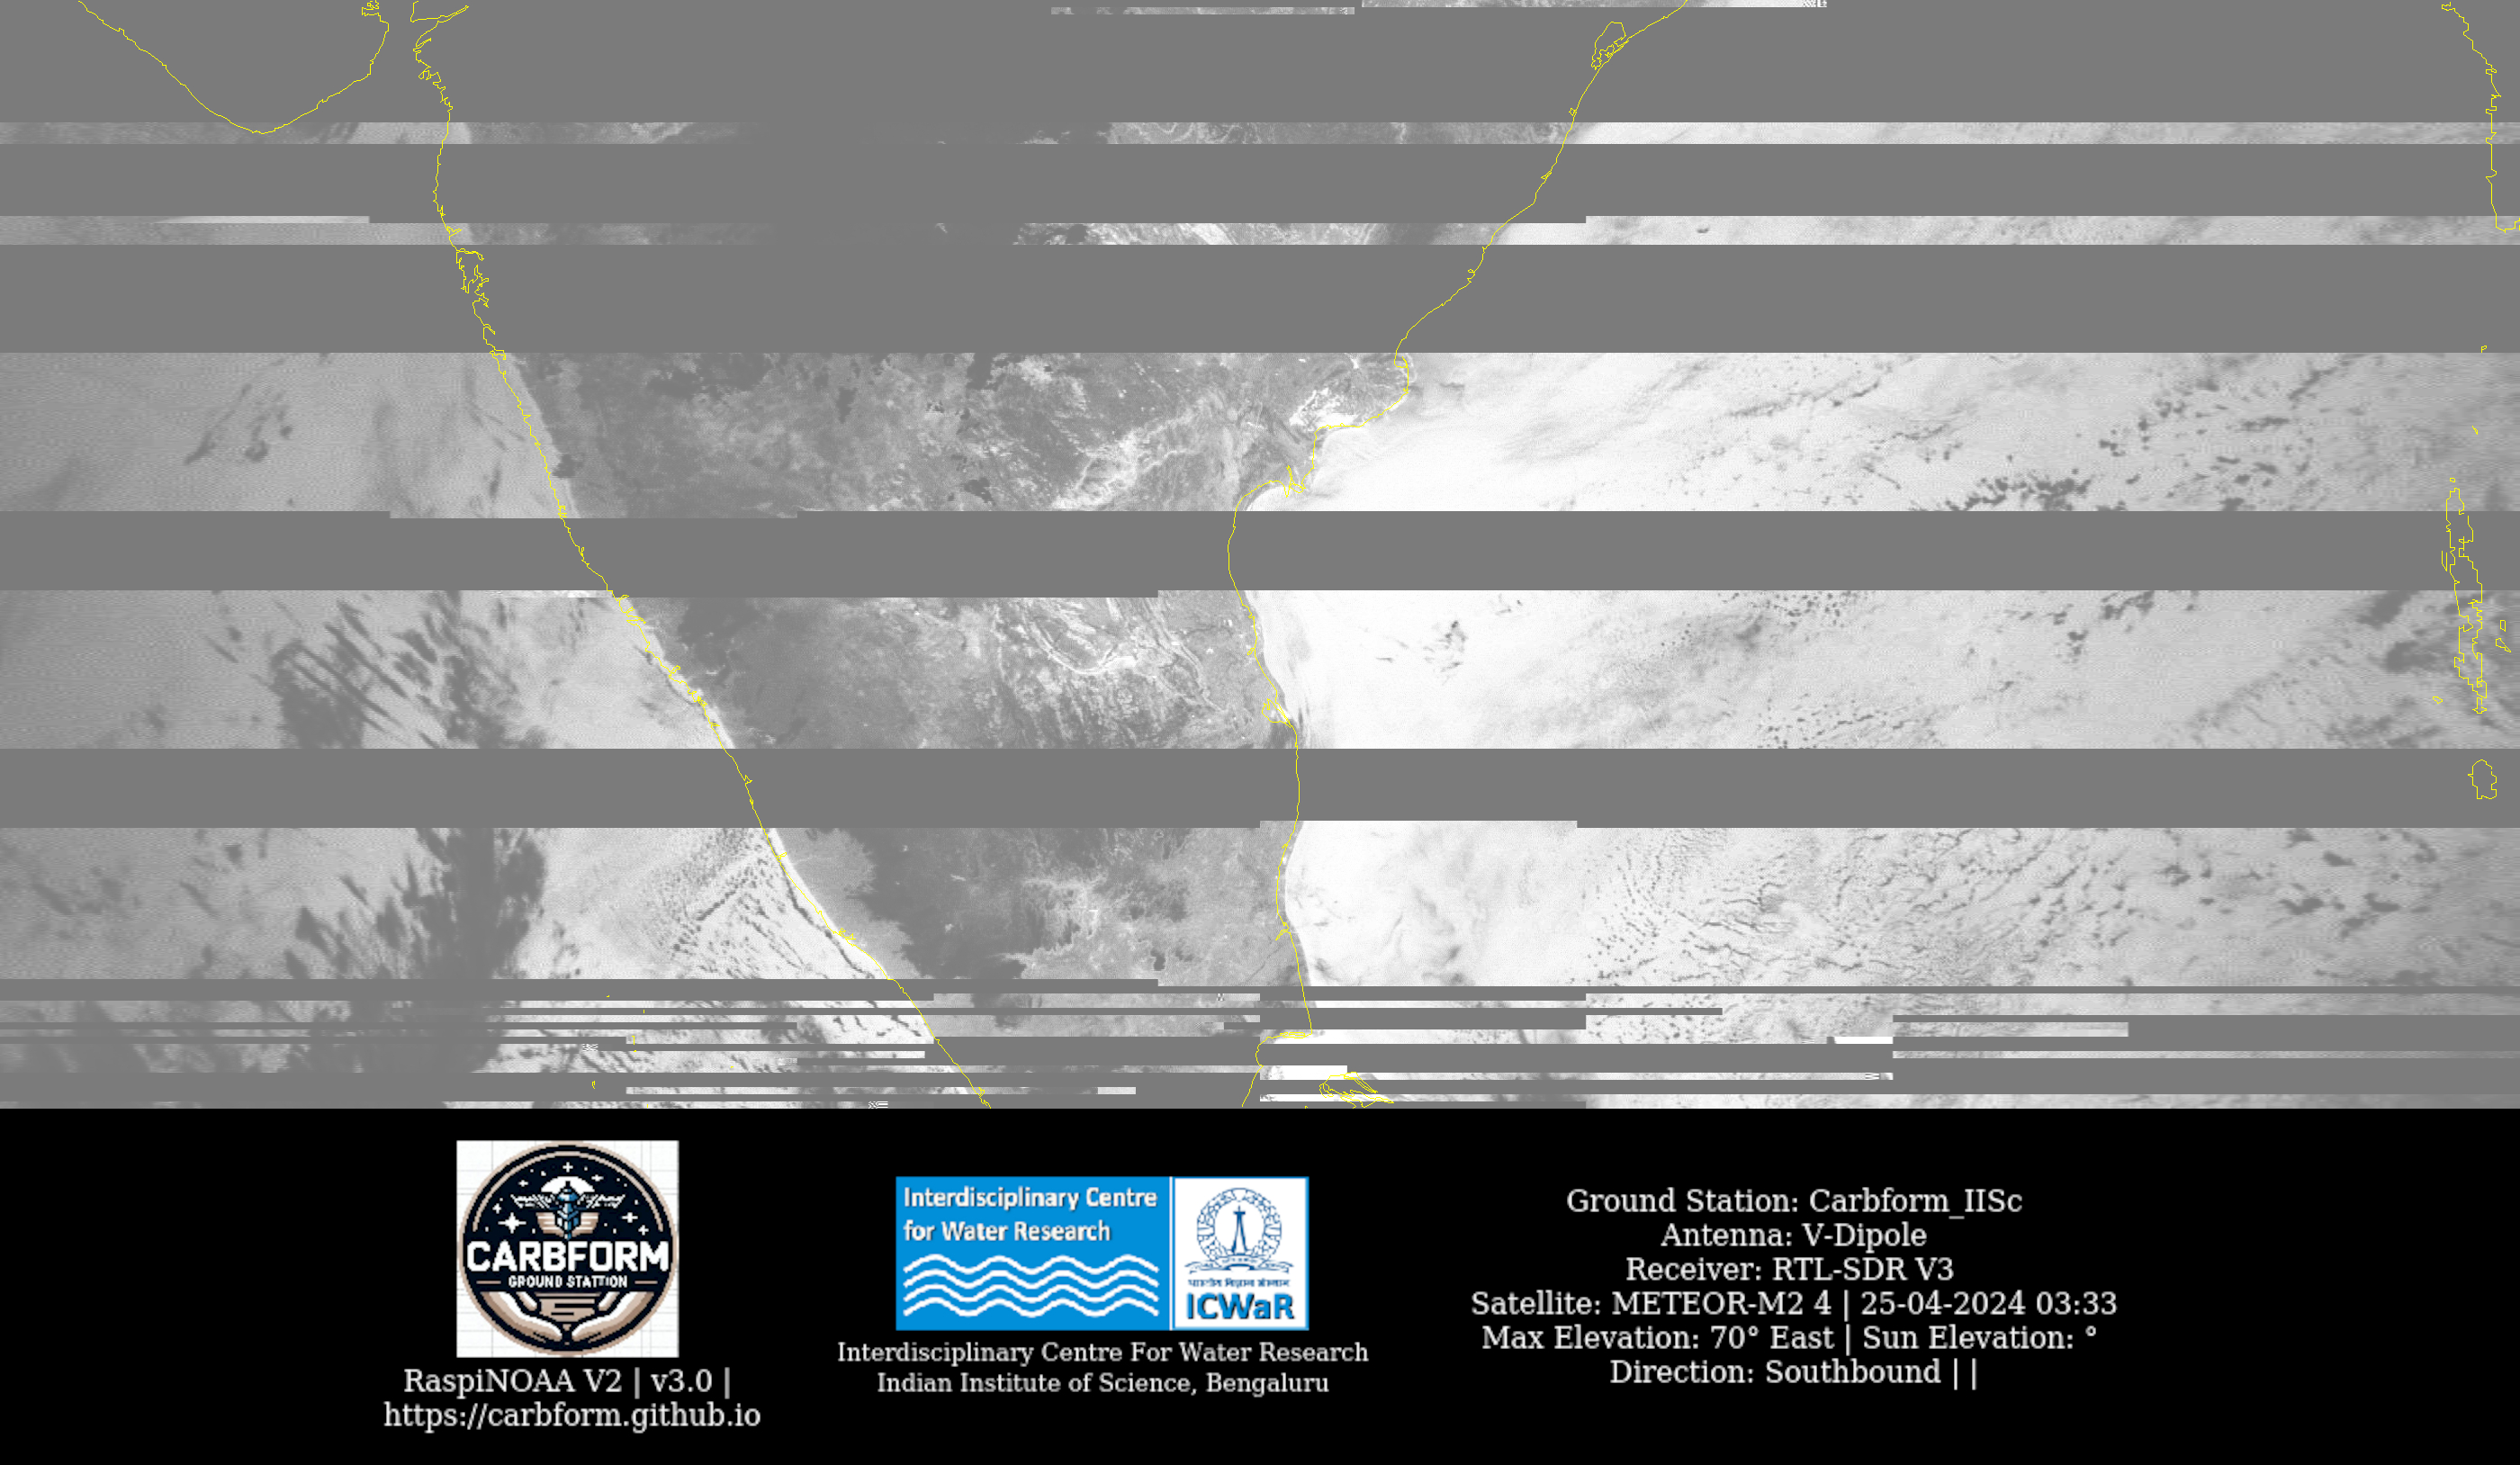 CARBFORM
GROUND STATTION
RaspiNOAA V2 | v3.0 |
https://carbform.github.io
Interdisciplinary Centre
for Water Research
ICWaR
Interdisciplinary Centre For Water Research
Indian Institute of Science, Bengaluru
Ground Station: Carbform_IISc
Antenna: V-Dipole
Receiver: RTL-SDR V3
Satellite: METEOR-M2 4 | 25-04-2024 03:33
Max Elevation: 70° East | Sun Elevation: °
Direction: Southbound | |